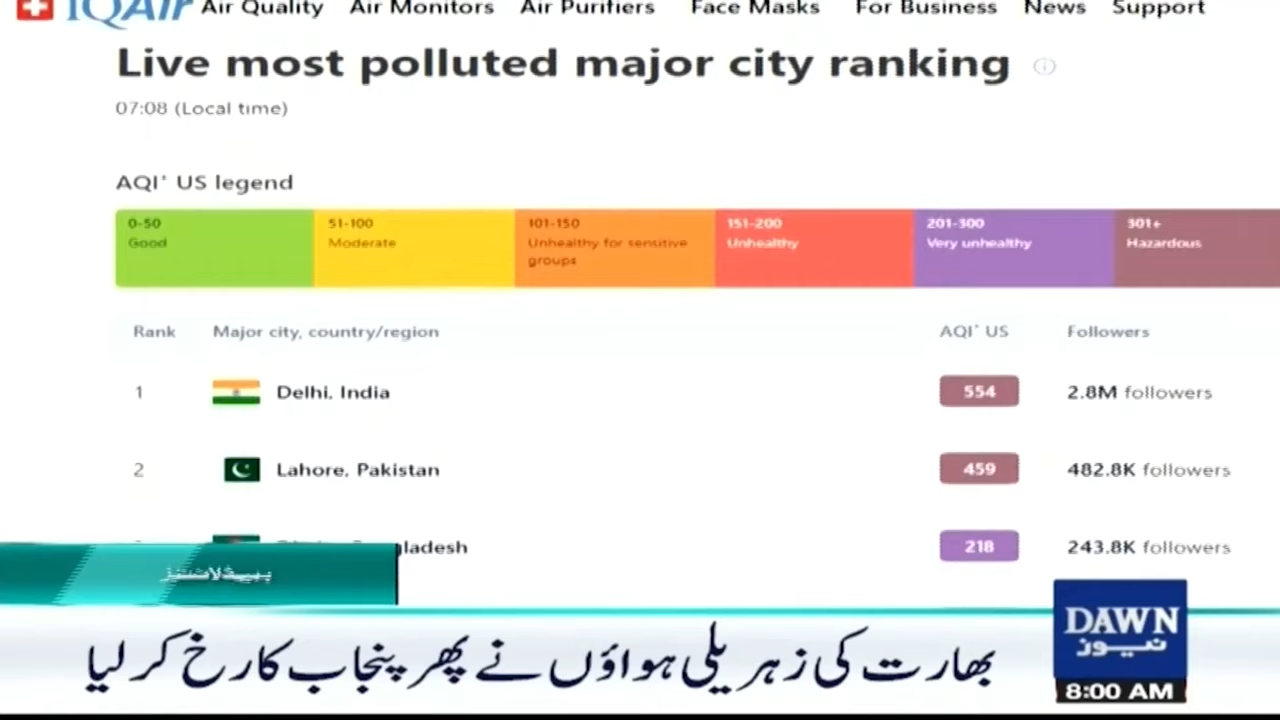 IQAir Air Quality Air Monitors Air Purifiers Face Masks For Business News Support
Live most polluted major city ranking
07:08 (Local time)
AQI* US legend
0-50 51-100 101-150 151-200 201-300 301+
Good Moderate Unhealthy for sensitive groups Unhealthy Very unhealthy Hazardous
Rank Major city, country/region AQI* US Followers
1 Delhi, India 554 2.8M followers
2 Lahore, Pakistan 459 482.8K followers
218 243.8K followers
ہیڈلائنز
بھارت کی زہریلی ہواؤں نے پھر پنجاب کا رخ کر لیا
DAWN
نیوز
8:00 AM